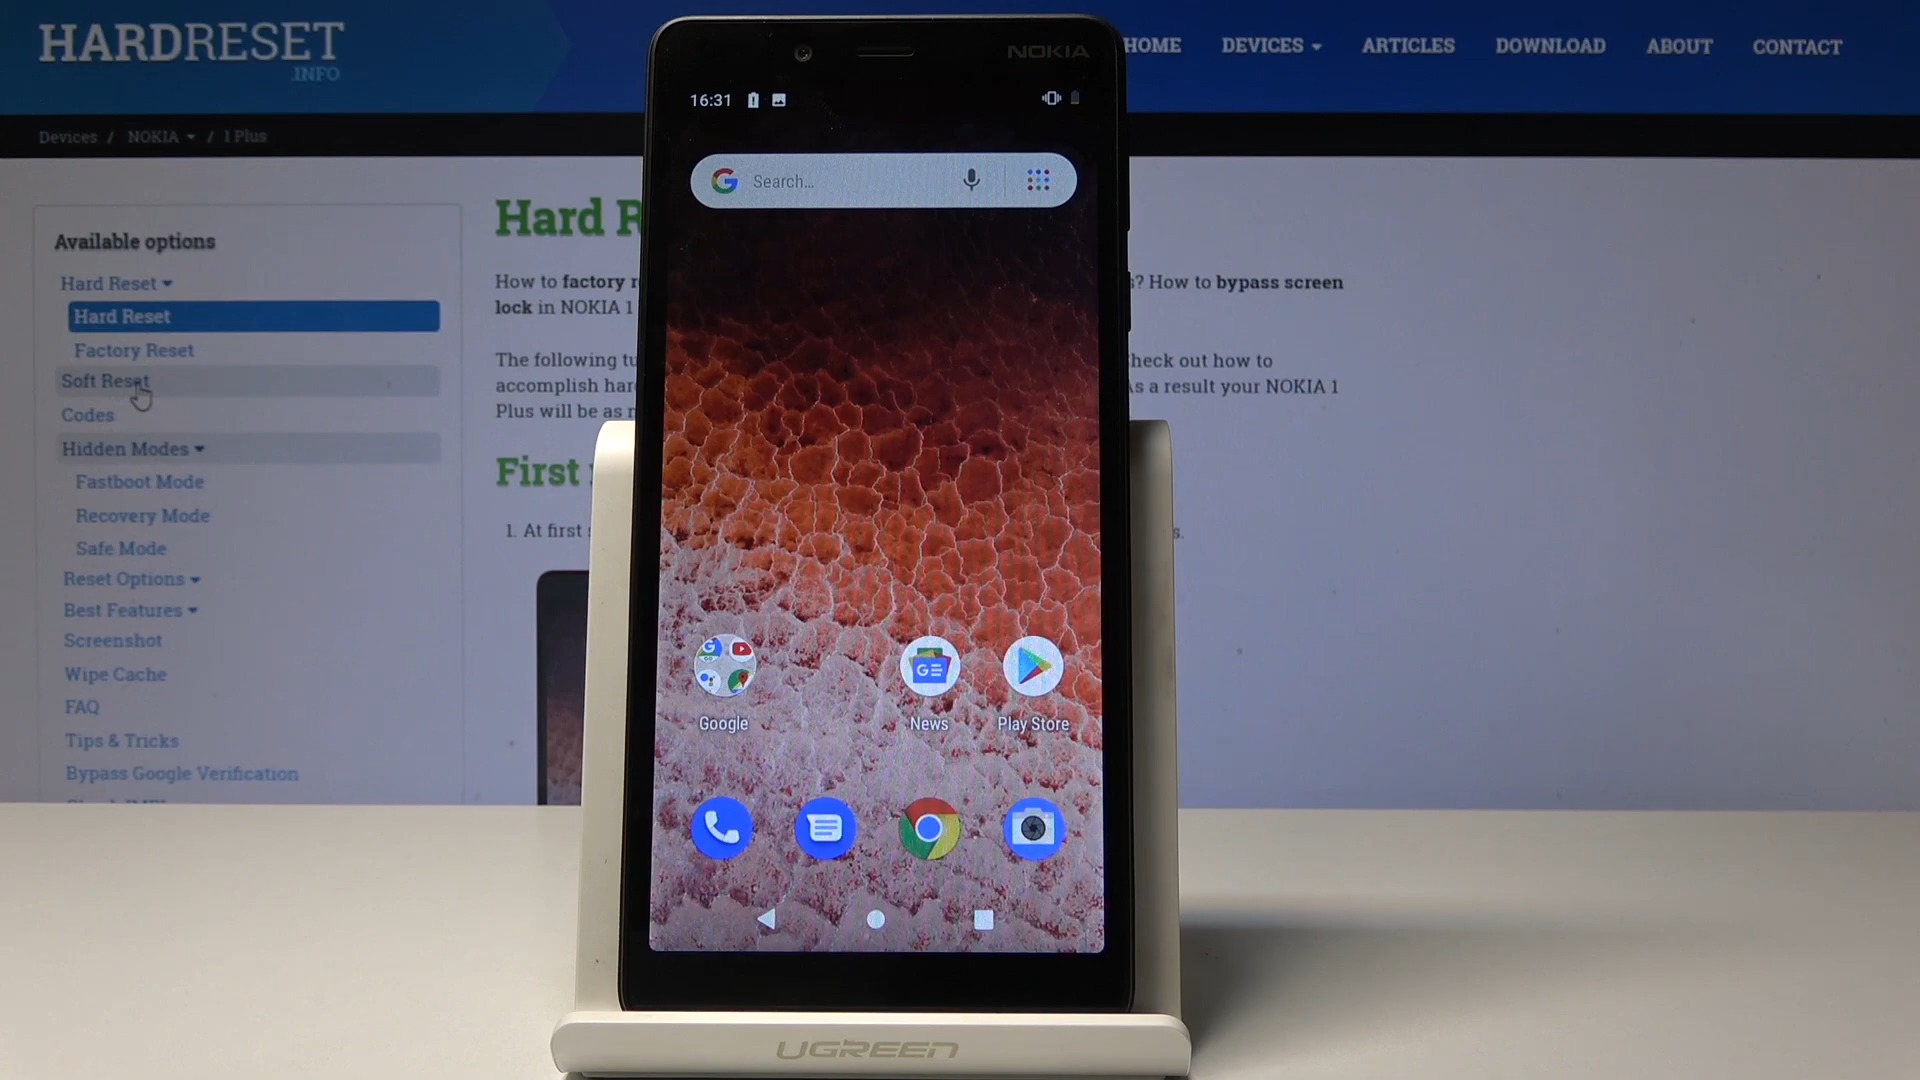 HARDRESET
.INFO
HOME DEVICES ARTICLES DOWNLOAD ABOUT CONTACT
Devices / NOKIA / 1 Plus
Available options
Hard Reset
Hard Reset
Factory Reset
Soft Reset
Codes
Hidden Modes
Fastboot Mode
Recovery Mode
Safe Mode
Reset Options
Best Features
Screenshot
Wipe Cache
FAQ
Tips & Tricks
Bypass Google Verification
Hard R
How to factory r s? How to bypass screen
lock in NOKIA 1
The following tu heck out how to
accomplish har As a result your NOKIA 1
Plus will be as n
First
1. At first s.
NOKIA
16:31
Search...
Google News Play Store
UGREEN